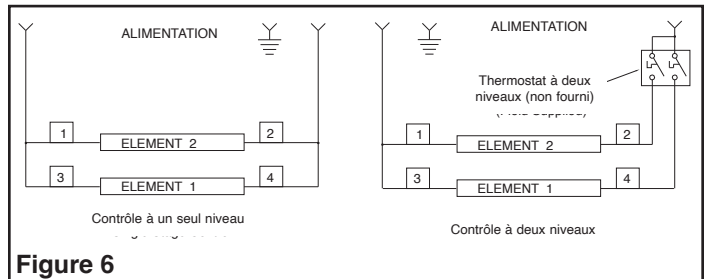 ALIMENTATION
1
ELEMENT 2
2
3
ELEMENT 1
4
Contrôle à un seul niveau
ALIMENTATION
Thermostat à deux
niveaux (non fourni)
1
ELEMENT 2
2
3
ELEMENT 1
4
Contrôle à deux niveaux
Figure 6